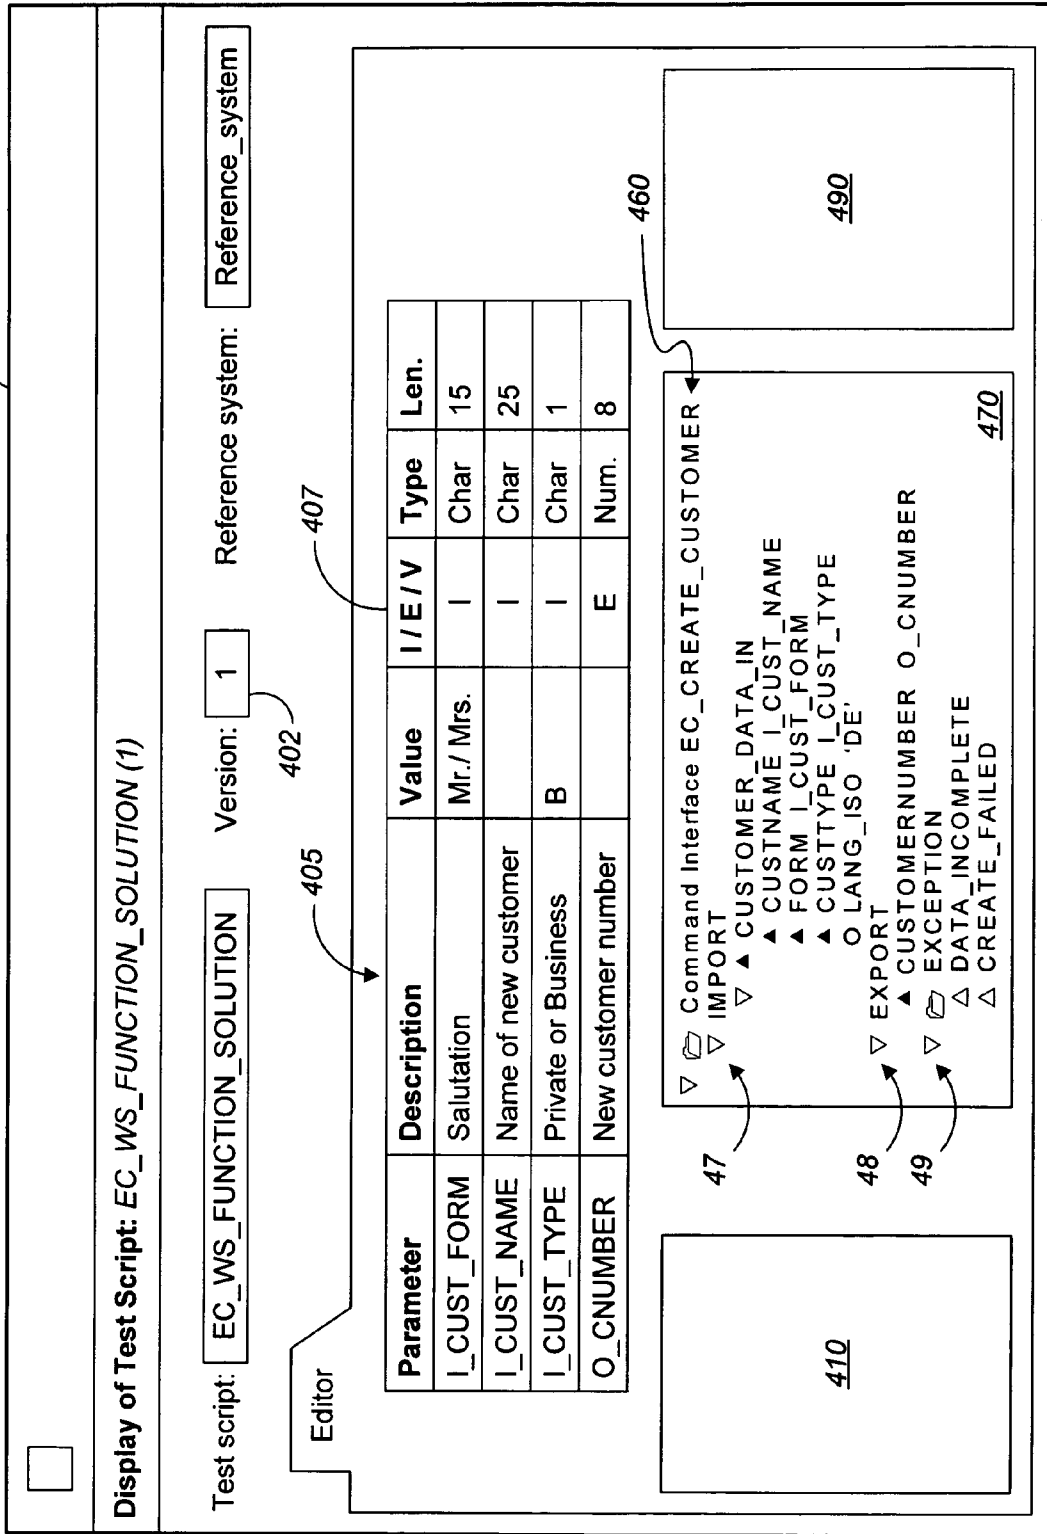 Display of Test Script: EC_WS_FUNCTION_SOLUTION (1)
Test script: EC_WS_FUNCTION_SOLUTION Version: 1 Reference system: Reference_system
402
Editor
405
407
Parameter Description Value I / E / V Type Len.
I_CUST_FORM Salutation Mr./ Mrs. I Char 15
I_CUST_NAME Name of new customer I Char 25
I_CUST_TYPE Private or Business B I Char 1
O_CNUMBER New customer number E Num. 8
460
410
47
48
49
Command Interface EC_CREATE_CUSTOMER
IMPORT
CUSTOMER_DATA_IN
CUSTNAME I_CUST_NAME
FORM I_CUST_FORM
CUSTTYPE I_CUST_TYPE
O LANG_ISO 'DE'
EXPORT
CUSTOMERNUMBER O_CNUMBER
EXCEPTION
DATA_INCOMPLETE
CREATE_FAILED
470
490